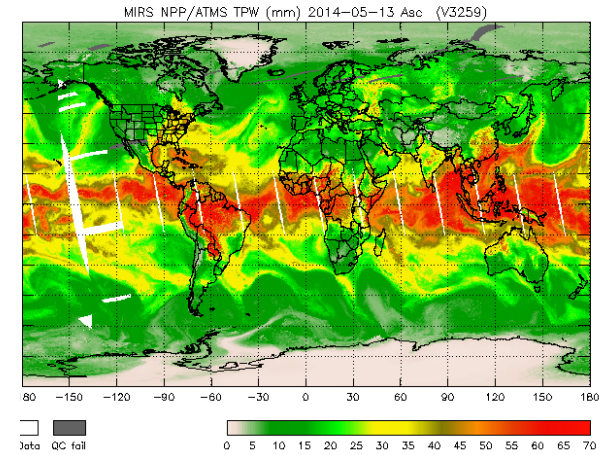 MIRS NPP/ATMS TPW (mm) 2014-05-13 Asc (V3259)
80 -150 -120 -90 -60 -30 0 30 60 90 120 150 180
Data QC fail
0 5 10 15 20 25 30 35 40 45 50 55 60 65 70